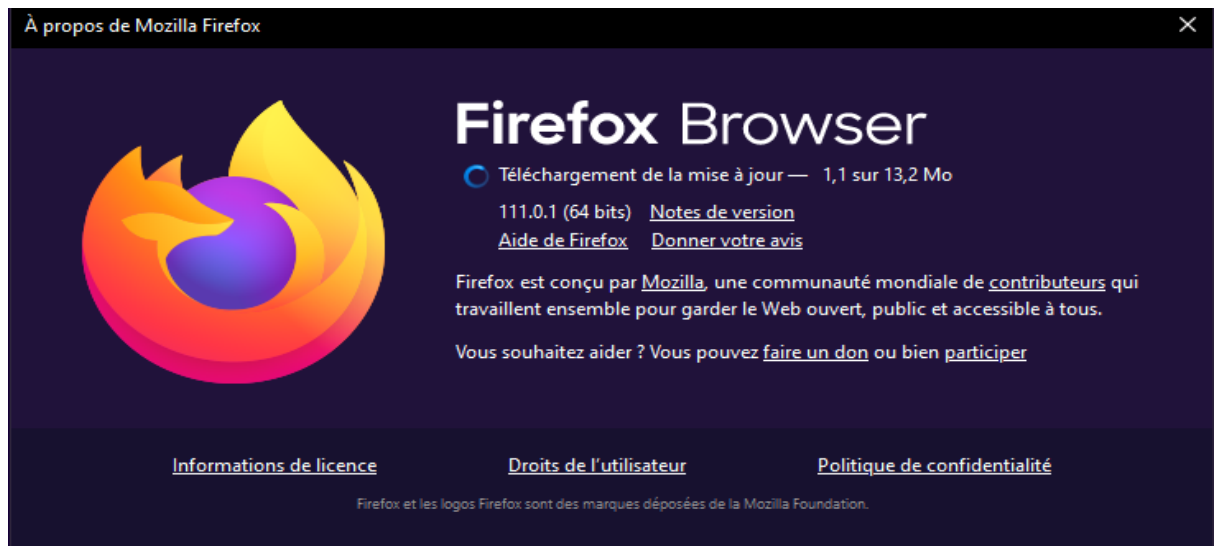 À propos de Mozilla Firefox
Firefox Browser
Téléchargement de la mise à jour — 1,1 sur 13,2 Mo
111.0.1 (64 bits) Notes de version
Aide de Firefox Donner votre avis
Firefox est conçu par Mozilla, une communauté mondiale de contributeurs qui
travaillent ensemble pour garder le Web ouvert, public et accessible à tous.
Vous souhaitez aider ? Vous pouvez faire un don ou bien participer
Informations de licence Droits de l’utilisateur Politique de confidentialité
Firefox et les logos Firefox sont des marques déposées de la Mozilla Foundation.